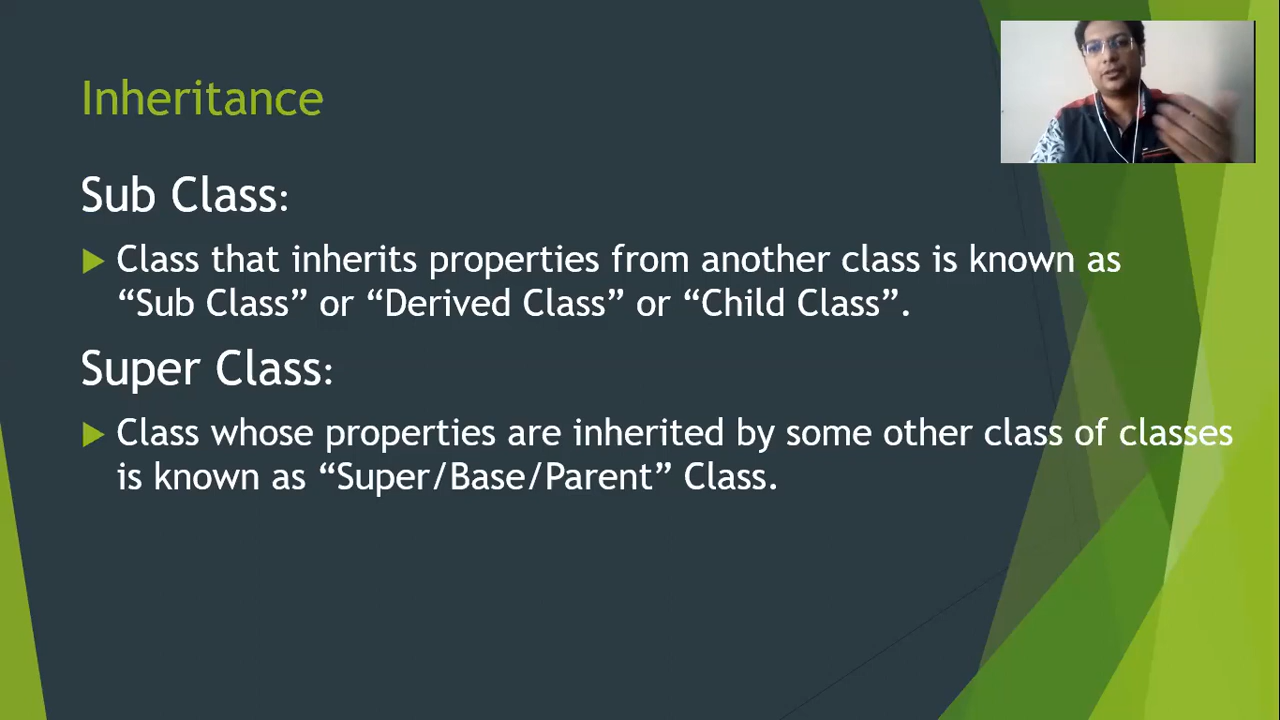 Inheritance
Sub Class:
Class that inherits properties from another class is known as
“Sub Class” or “Derived Class” or “Child Class”.
Super Class:
Class whose properties are inherited by some other class of classes
is known as “Super/Base/Parent” Class.